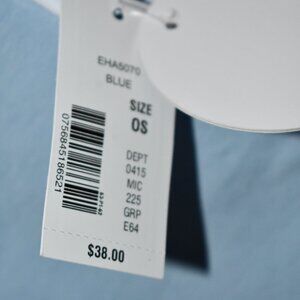 EHA5070
BLUE
SIZE
OS
DEPT
0415
MIC
225
GRP
E64
0756845186521
$38.00